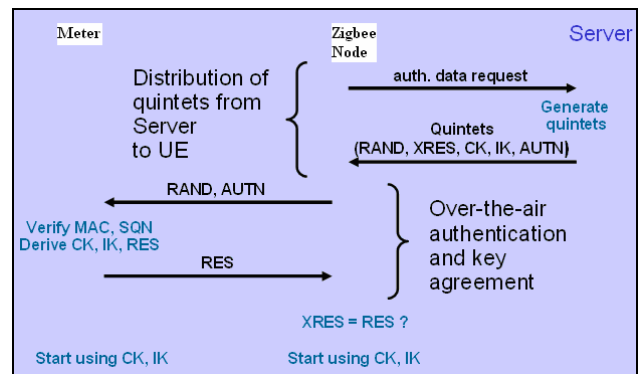 Meter
Zigbee
Node
Server
Distribution of
quintets from
Server
to UE
auth. data request
Generate
quintets
Quintets
(RAND, XRES, CK, IK, AUTN)
RAND, AUTN
Verify MAC, SQN
Derive CK, IK, RES
RES
Over-the-air
authentication
and key
agreement
XRES = RES ?
Start using CK, IK
Start using CK, IK